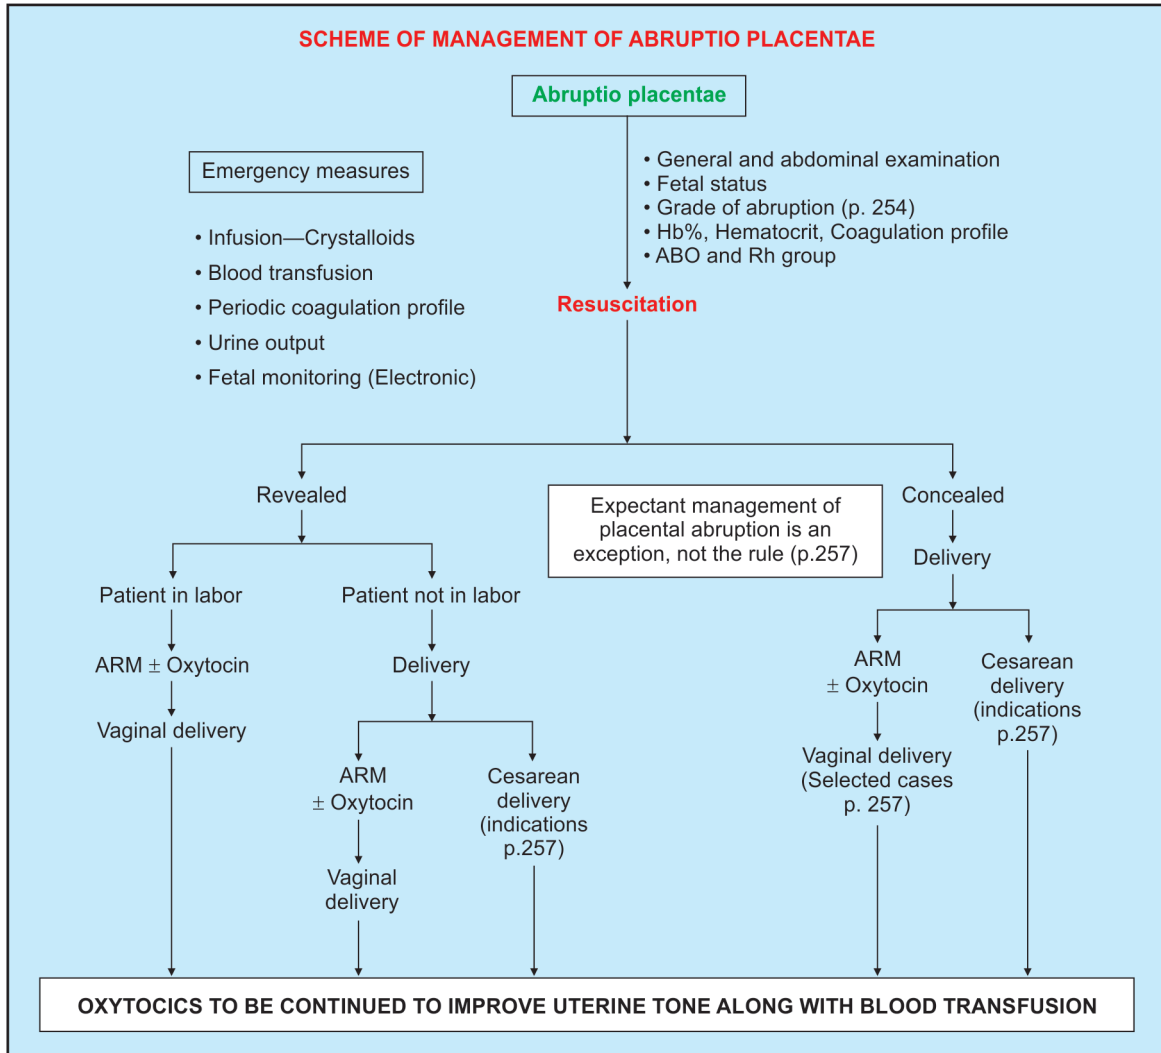 SCHEME OF MANAGEMENT OF ABRUPTIO PLACENTAE
Abruptio placentae
• General and abdominal examination
• Fetal status
• Grade of abruption (p. 254)
• Hb%, Hematocrit, Coagulation profile
• ABO and Rh group
Emergency measures
• Infusion—Crystalloids
• Blood transfusion
• Periodic coagulation profile
• Urine output
• Fetal monitoring (Electronic)
Resuscitation
Revealed
Patient in labor
ARM ± Oxytocin
Vaginal delivery
Patient not in labor
Delivery
ARM
± Oxytocin
Vaginal
delivery
Cesarean
delivery
(indications
p.257)
Expectant management of
placental abruption is an
exception, not the rule (p.257)
Concealed
Delivery
ARM
± Oxytocin
Vaginal delivery
(Selected cases
p. 257)
Cesarean
delivery
(indications
p.257)
OXYTOCICS TO BE CONTINUED TO IMPROVE UTERINE TONE ALONG WITH BLOOD TRANSFUSION